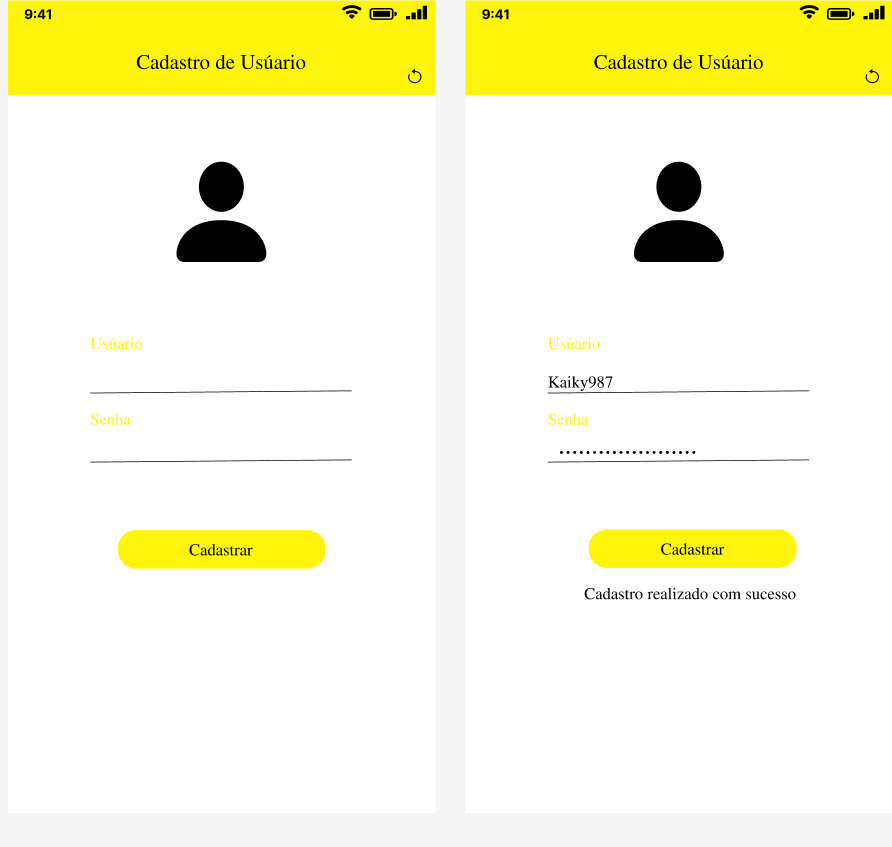 9:41
Cadastro de Usúario
Usúario
Senha
Cadastrar
9:41
Cadastro de Usúario
Usúario
Kaiky987
Senha
.....................
Cadastrar
Cadastro realizado com sucesso